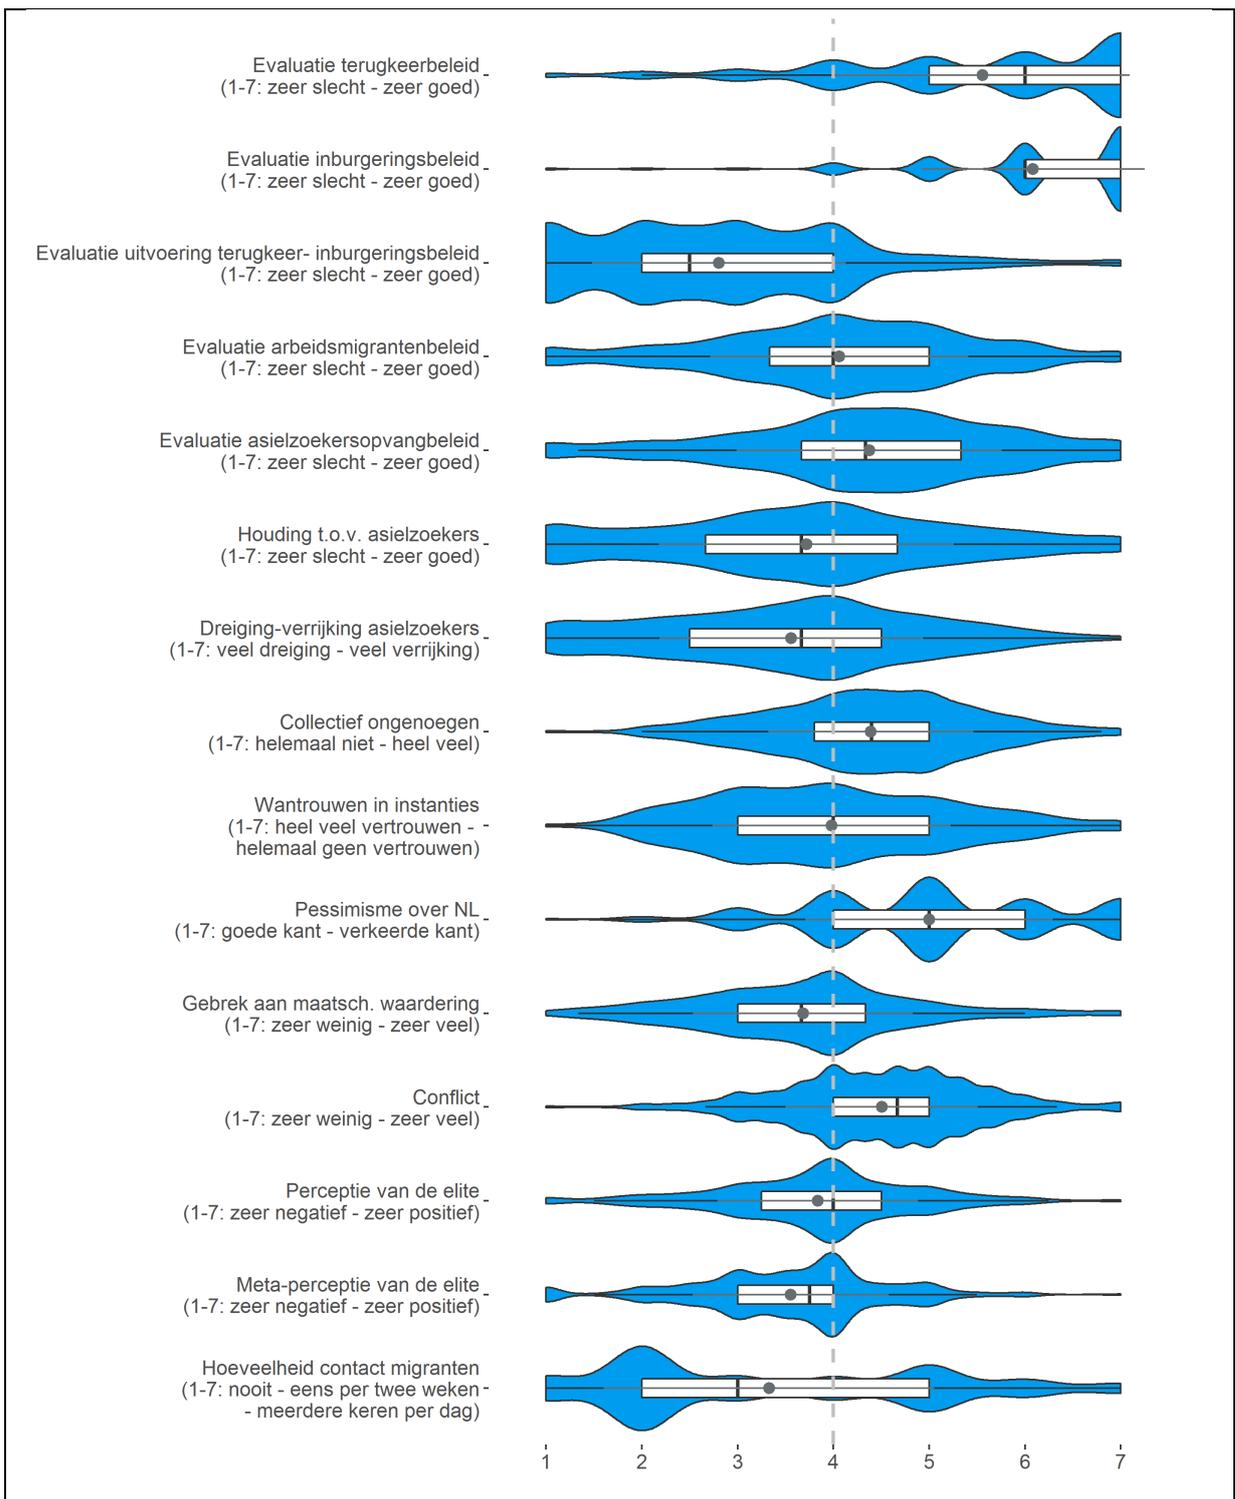 Evaluatie terugkeerbeleid
(1-7: zeer slecht - zeer goed)
Evaluatie inburgeringsbeleid
(1-7: zeer slecht - zeer goed)
Evaluatie uitvoering terugkeer- inburgeringsbeleid
(1-7: zeer slecht - zeer goed)
Evaluatie arbeidsmigrantenbeleid
(1-7: zeer slecht - zeer goed)
Evaluatie asielzoekersopvangbeleid
(1-7: zeer slecht - zeer goed)
Houding t.o.v. asielzoekers
(1-7: zeer slecht - zeer goed)
Dreiging-verrijking asielzoekers
(1-7: veel dreiging - veel verrijking)
Collectief ongenoegen
(1-7: helemaal niet - heel veel)
Wantrouwen in instanties
(1-7: heel veel vertrouwen -
helemaal geen vertrouwen)
Pessimisme over NL
(1-7: goede kant - verkeerde kant)
Gebrek aan maatsch. waardering
(1-7: zeer weinig - zeer veel)
Conflict
(1-7: zeer weinig - zeer veel)
Perceptie van de elite
(1-7: zeer negatief - zeer positief)
Meta-perceptie van de elite
(1-7: zeer negatief - zeer positief)
Hoeveelheid contact migranten
(1-7: nooit - eens per twee weken
- meerdere keren per dag)
1 2 3 4 5 6 7